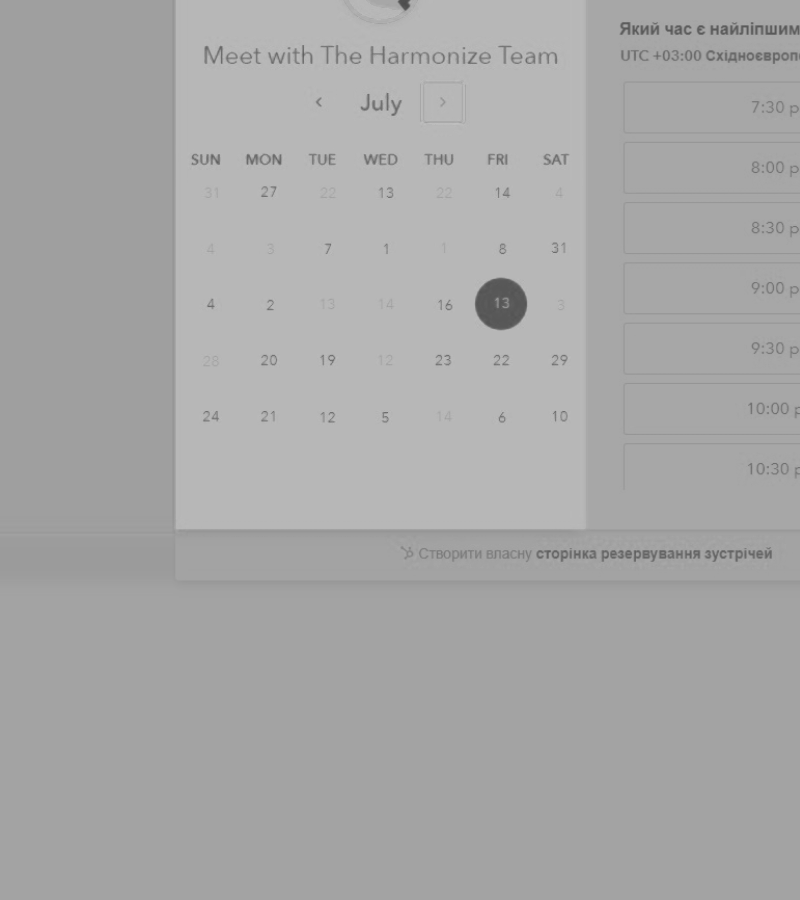 Meet with The Harmonize Team
July
SUN MON TUE WED THU FRI SAT
31 27 22 13 22 14 4
4 3 7 1 1 8 31
4 2 13 14 16 13 3
28 20 19 12 23 22 29
24 21 12 5 14 6 10
Який час є найліпшим
UTC +03:00 Східноєвроп
7:30 p
8:00 p
8:30 p
9:00 p
9:30 p
10:00 p
10:30 p
Створити власну сторінка резервування зустрічей